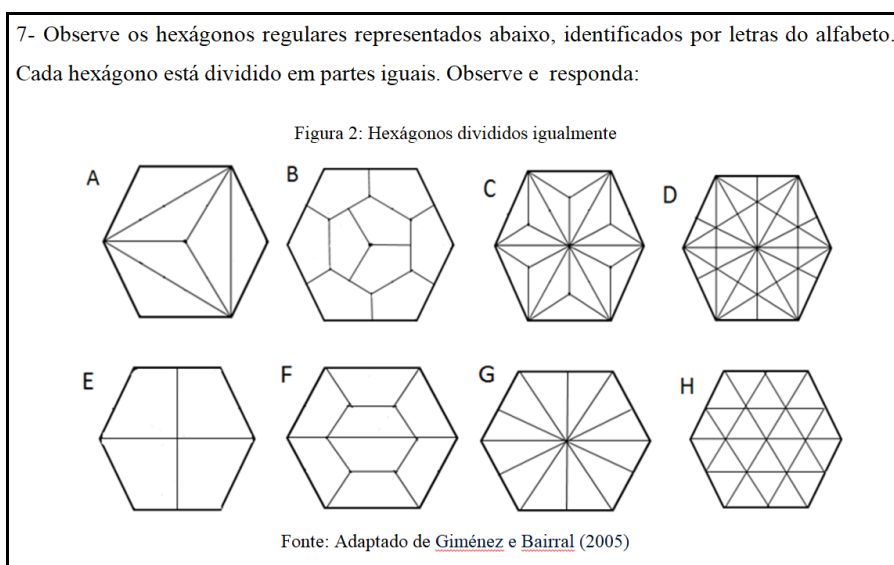 7- Observe os hexágonos regulares representados abaixo, identificados por letras do alfabeto.
Cada hexágono está dividido em partes iguais. Observe e responda:
Figura 2: Hexágonos divididos igualmente
A
B
C
D
E
F
G
H
Fonte: Adaptado de Giménez e Bairral (2005)